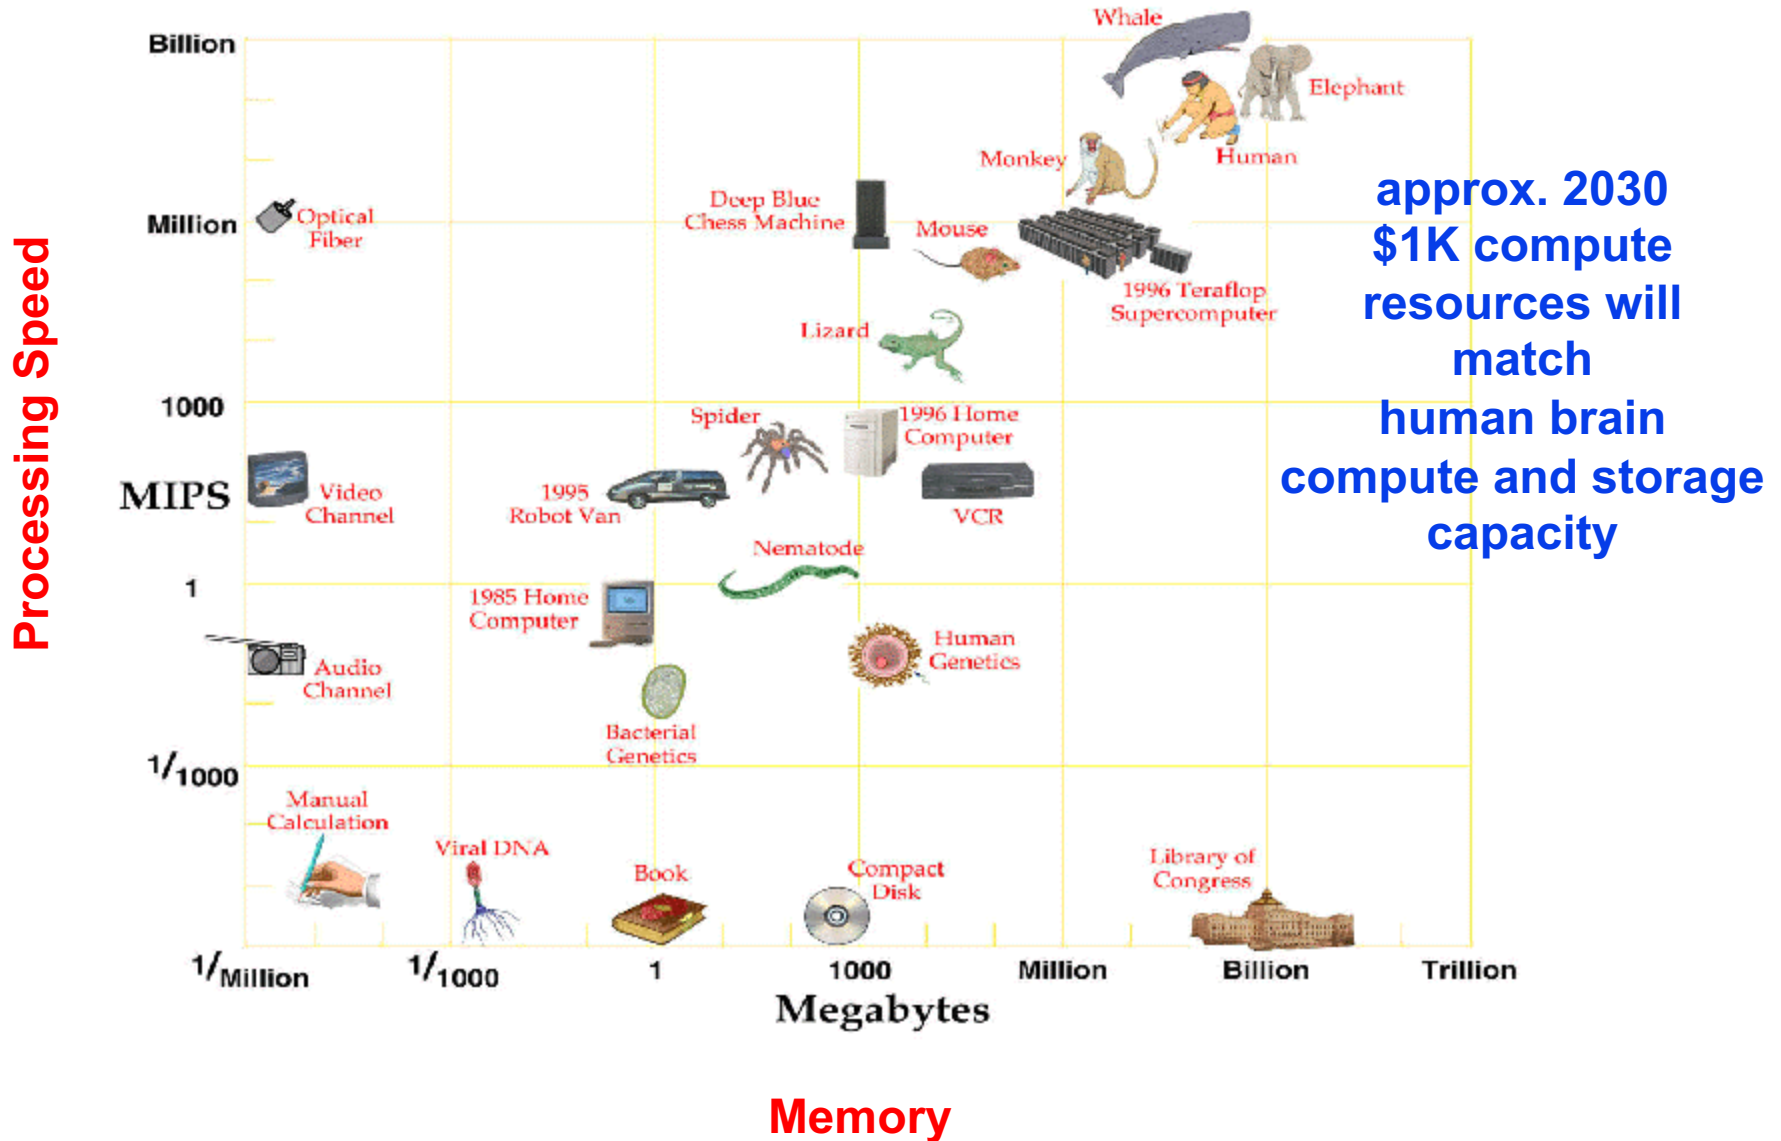 Whale
Billion
Elephant
Monkey
Human
approx. 2030
$1K compute
resources will
match
human brain
compute and storage
capacity
Deep Blue
Chess Machine
Million
Optical
Fiber
Mouse
1996 Teraflop
Supercomputer
Lizard
Processing Speed
1000
Spider
1996 Home
Computer
MIPS
Video
Channel
1995
Robot Van
VCR
Nematode
1
1985 Home
Computer
Human
Genetics
Audio
Channel
Bacterial
Genetics
1/1000
Manual
Calculation
Viral DNA
Book
Compact
Disk
Library of
Congress
1/Million
1/1000
1
1000
Million
Billion
Trillion
Megabytes
Memory